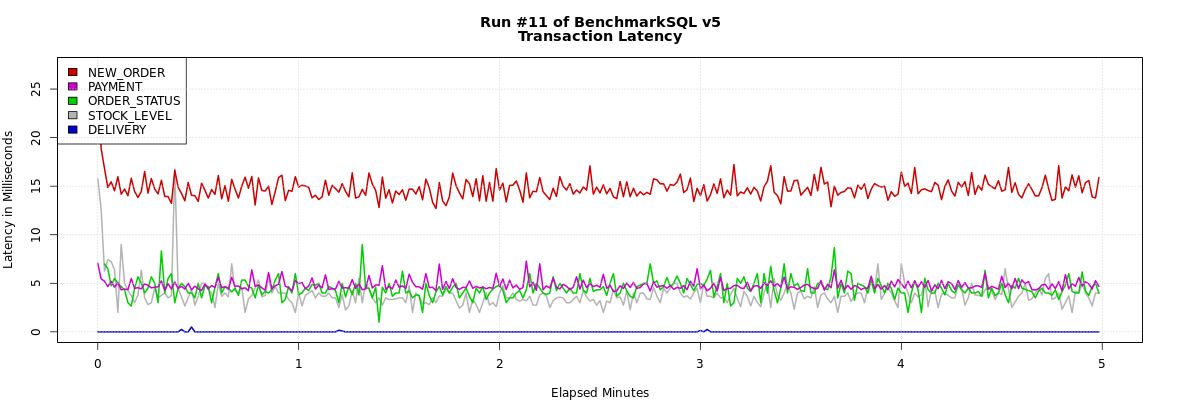 Run #11 of BenchmarkSQL v5
Transaction Latency
NEW_ORDER
PAYMENT
ORDER_STATUS
STOCK_LEVEL
DELIVERY
Latency in Milliseconds
25
20
15
10
5
0
0 1 2 3 4 5
Elapsed Minutes